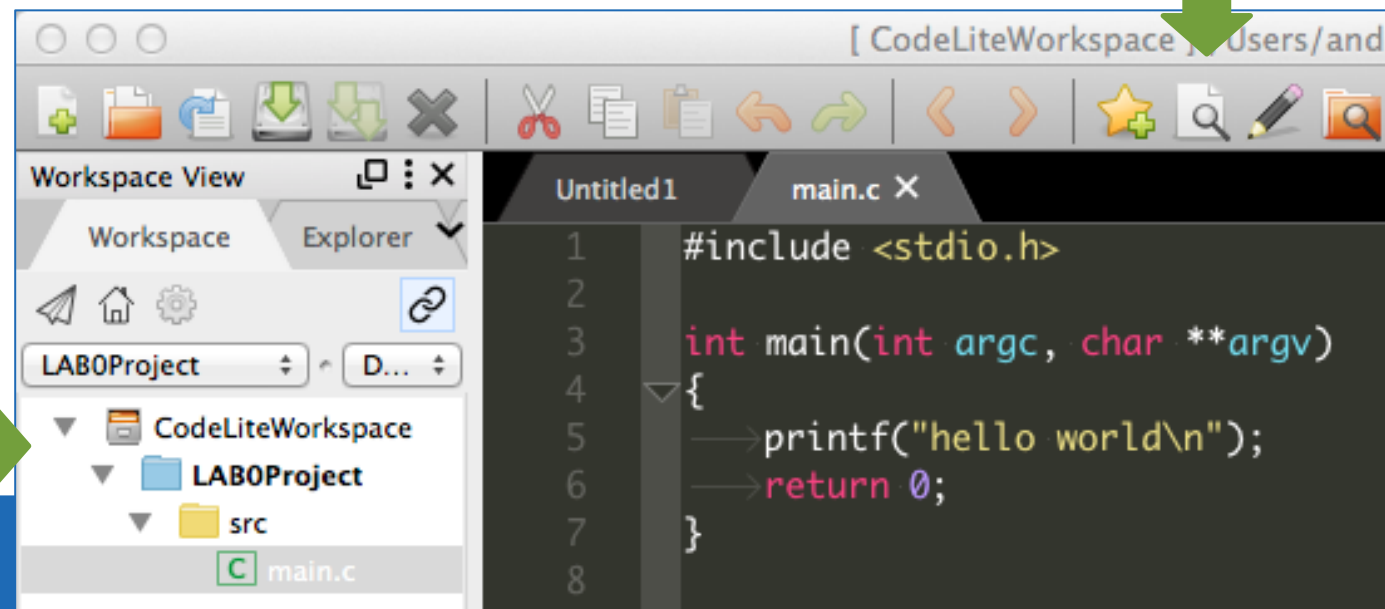 [ CodeLiteWorkspace ] /Users/and
Workspace View
Workspace Explorer
LAB0Project D...
CodeLiteWorkspace
LAB0Project
src
C main.c
Untitled1 main.c
1 #include <stdio.h>
2
3 int main(int argc, char **argv)
4 {
5 printf("hello world\n");
6 return 0;
7 }
8